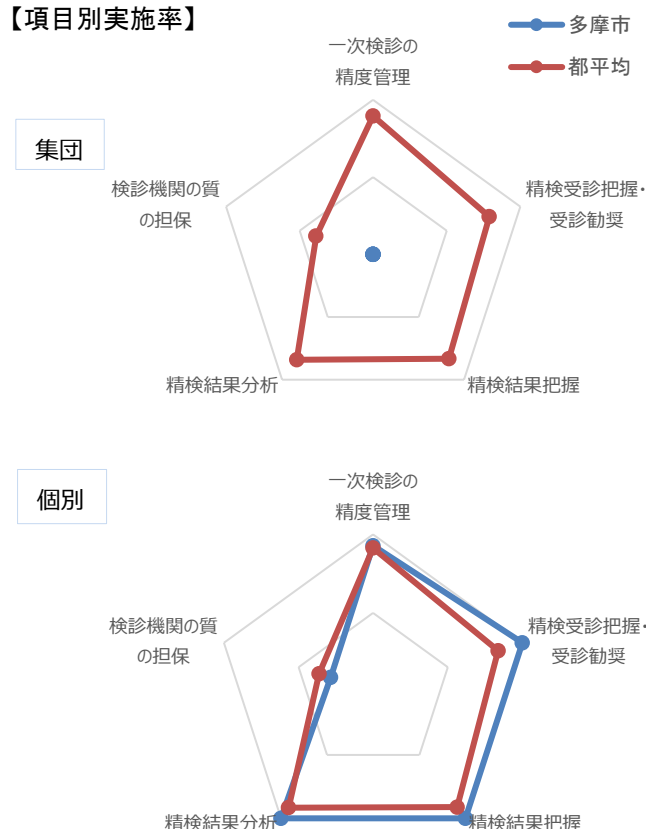 【項目別実施率】
多摩市
都平均
集団
一次検診の
精度管理
精検受診把握・
受診勧奨
精検結果把握
精検結果分析
検診機関の質
の担保
個別
一次検診の
精度管理
精検受診把握・
受診勧奨
精検結果把握
精検結果分析
検診機関の質
の担保